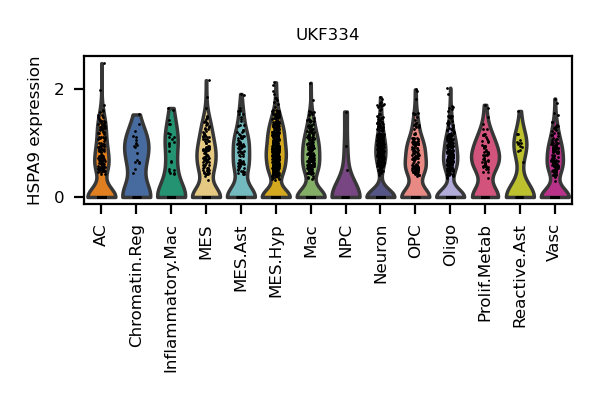 UKF334
HSPA9 expression
2
0
AC
Chromatin.Reg
Inflammatory.Mac
MES
MES.Ast
MES.Hyp
Mac
NPC
Neuron
OPC
Oligo
Prolif.Metab
Reactive.Ast
Vasc